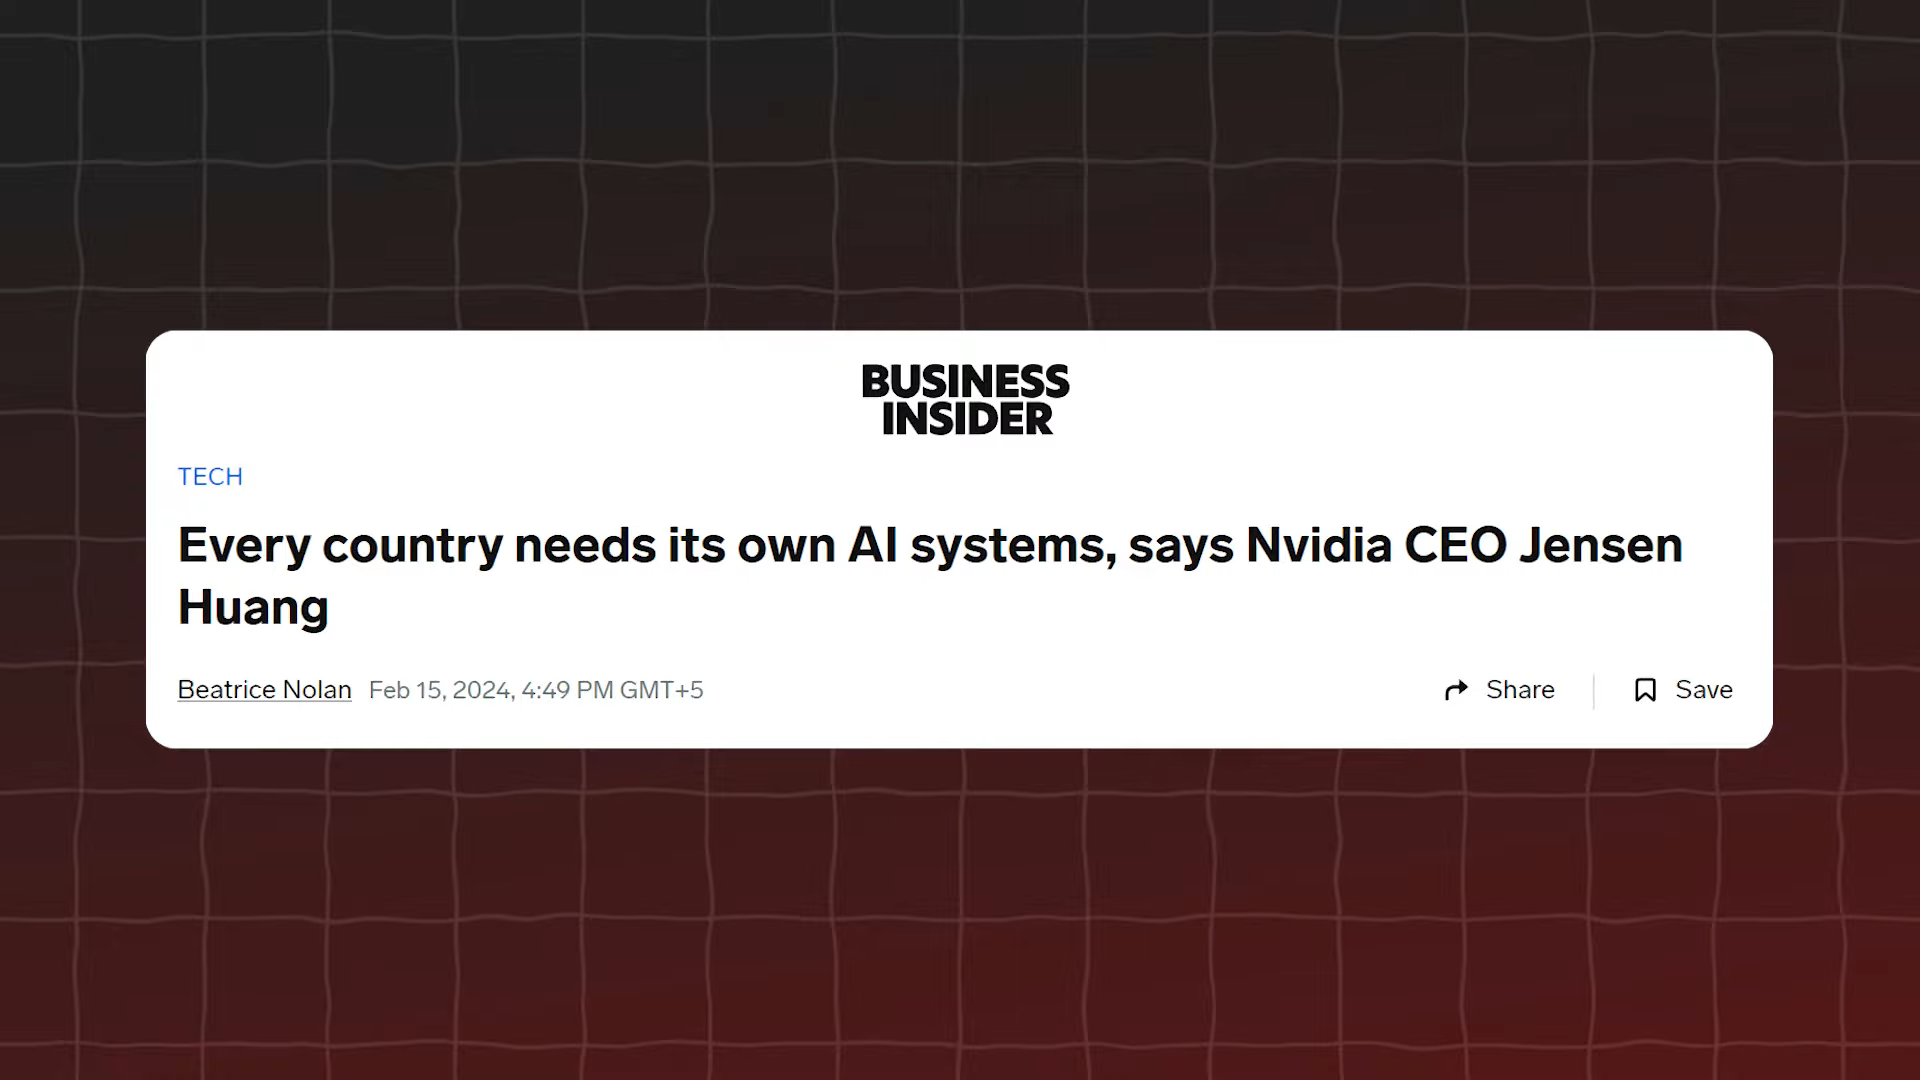 BUSINESS
INSIDER
TECH
Every country needs its own AI systems, says Nvidia CEO Jensen
Huang
Beatrice Nolan Feb 15, 2024, 4:49 PM GMT+5 Share Save